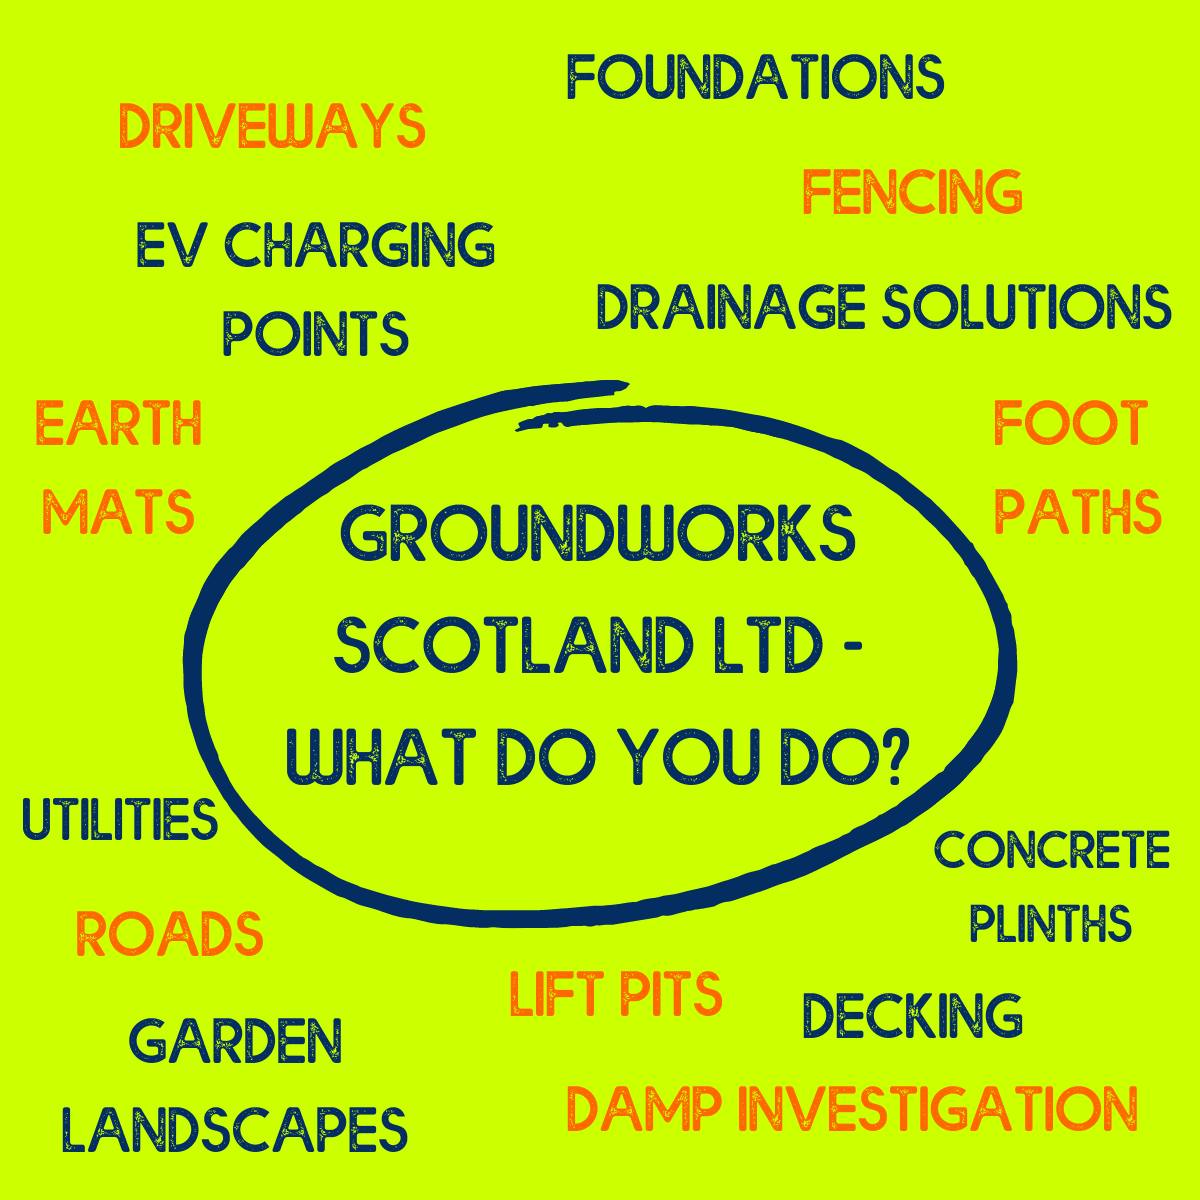 FOUNDATIONS
DRIVEWAYS
FENCING
EV CHARGING
POINTS
DRAINAGE SOLUTIONS
EARTH
MATS
FOOT
PATHS
GROUNDWORKS
SCOTLAND LTD -
WHAT DO YOU DO?
UTILITIES
CONCRETE
PLINTHS
ROADS
LIFT PITS
DECKING
GARDEN
LANDSCAPES
DAMP INVESTIGATION